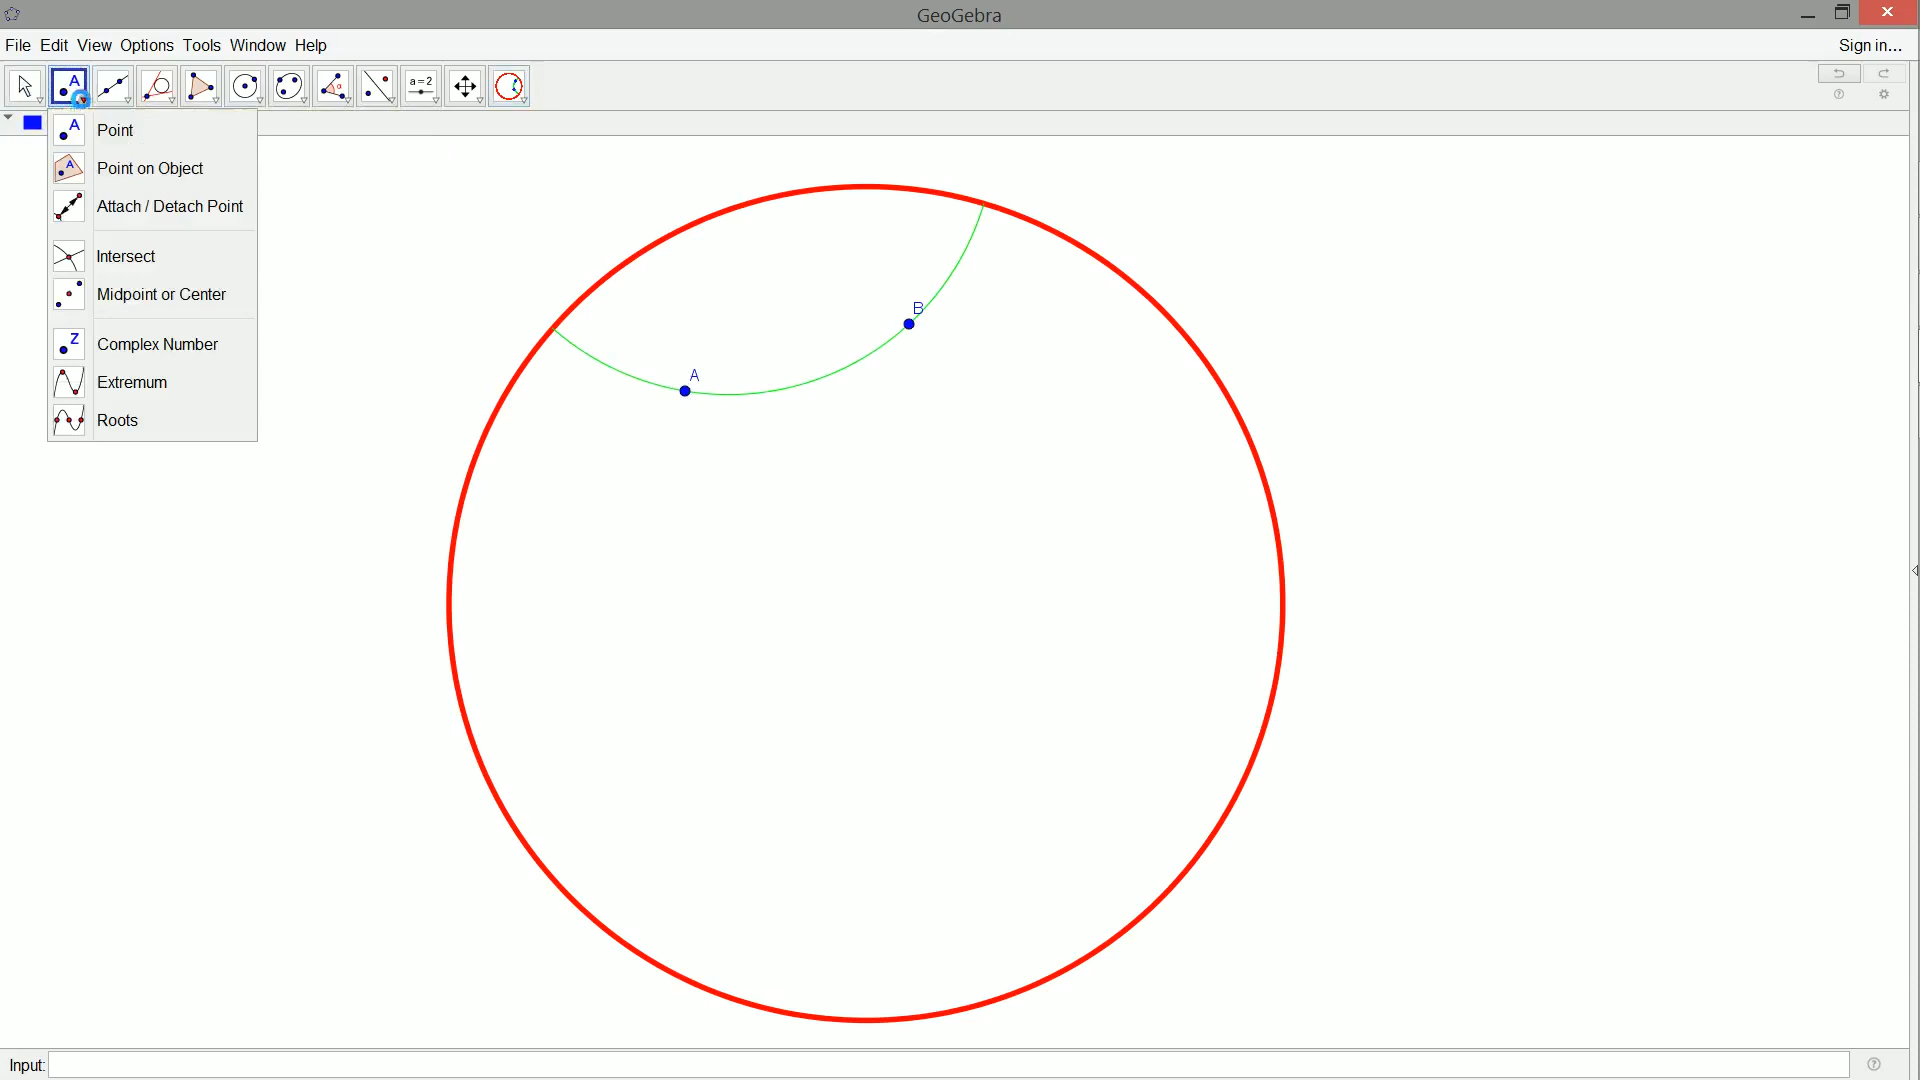 GeoGebra
File Edit View Options Tools Window Help
Sign in...
A
a=2
A Point
A Point on Object
Attach / Detach Point
Intersect
Midpoint or Center
Z Complex Number
Extremum
Roots
B
A
Input: